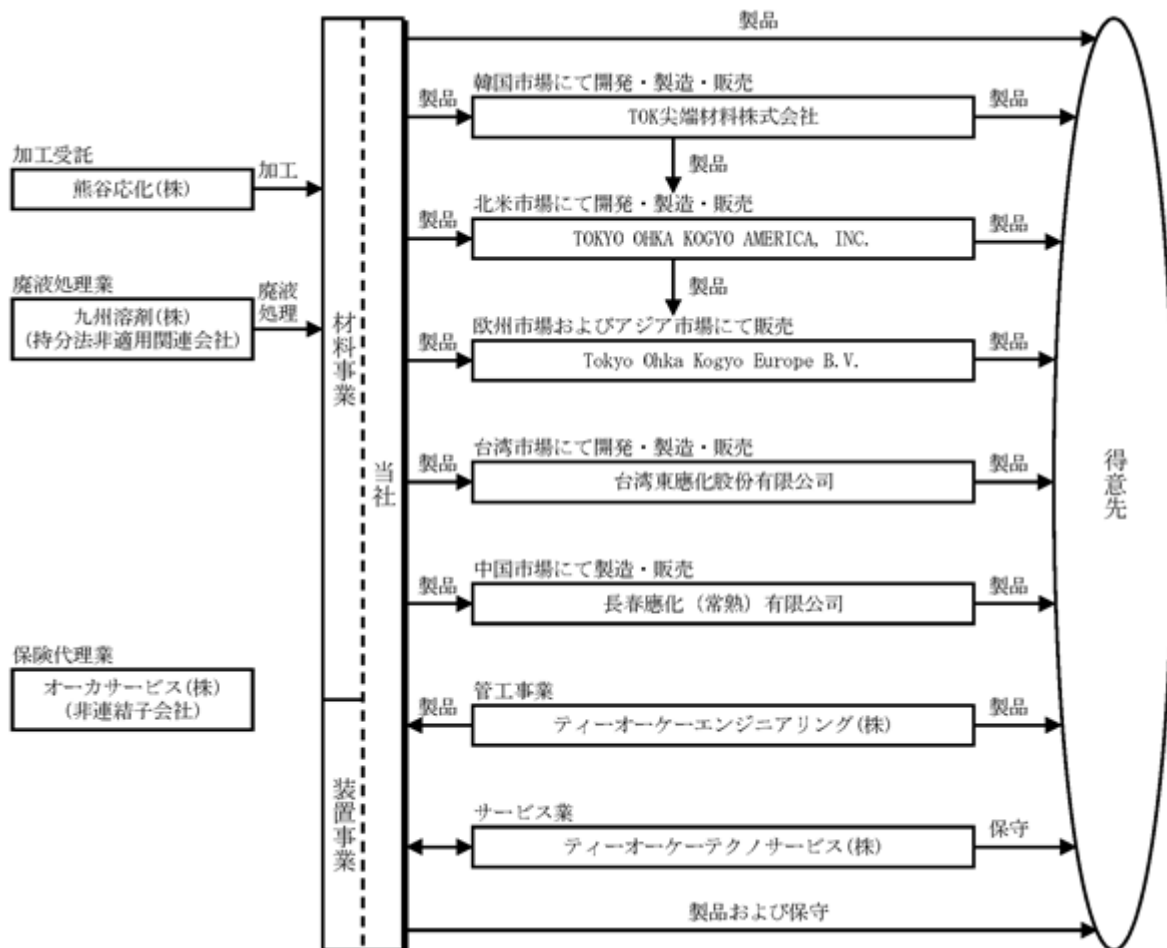 製品
韓国市場にて開発・製造・販売
製品
TOK尖端材料株式会社
製品
製品
加工受託
熊谷応化(株)
加工
北米市場にて開発・製造・販売
製品
TOKYO OHKA KOGYO AMERICA, INC.
製品
製品
廃液処理業
九州溶剤(株)
(持分法非適用関連会社)
廃液
処理
欧州市場およびアジア市場にて販売
製品
Tokyo Ohka Kogyo Europe B.V.
製品
材料事業
当社
得意先
台湾市場にて開発・製造・販売
製品
台湾東應化股份有限公司
製品
中国市場にて製造・販売
製品
長春應化（常熟）有限公司
製品
保険代理業
オーカサービス(株)
(非連結子会社)
管工事業
製品
ティーオーケーエンジニアリング(株)
製品
装置事業
サービス業
ティーオーケーテクノサービス(株)
保守
製品および保守